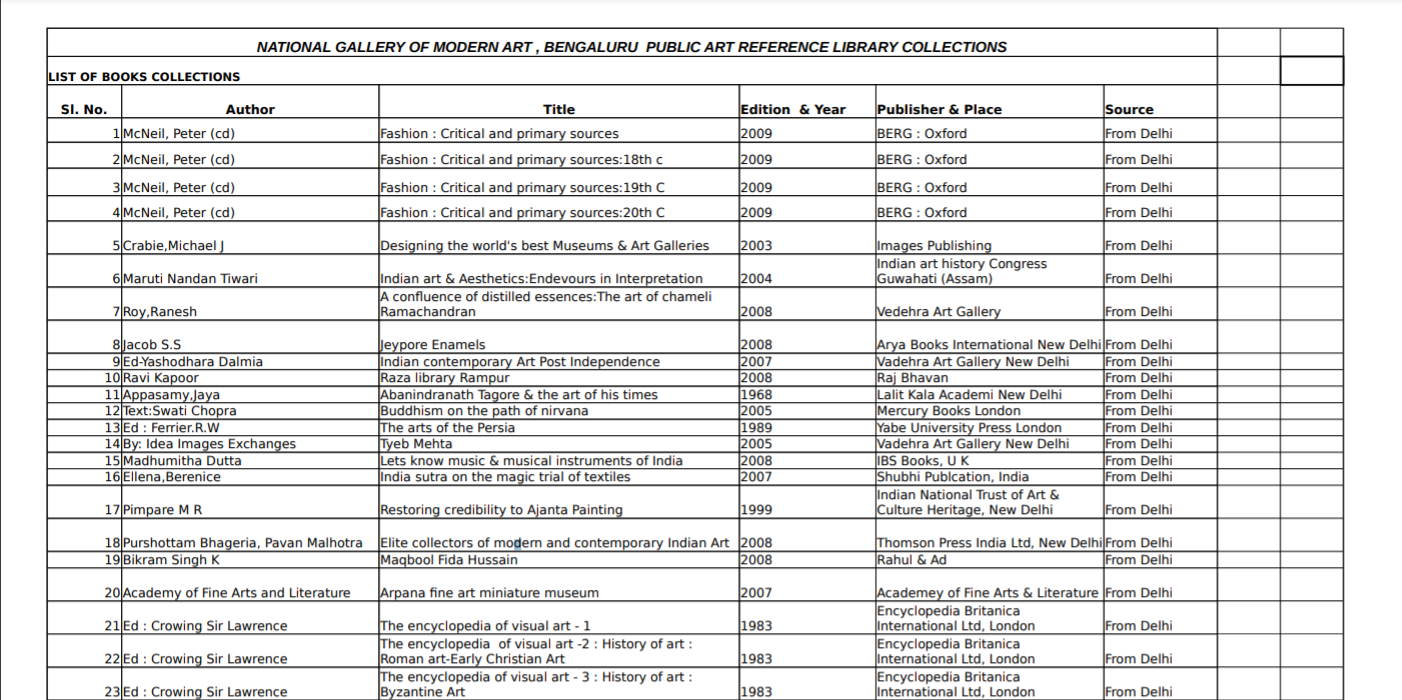 NATIONAL GALLERY OF MODERN ART , BENGALURU PUBLIC ART REFERENCE LIBRARY COLLECTIONS
LIST OF BOOKS COLLECTIONS
Sl. No. Author Title Edition & Year Publisher & Place Source
1 McNeil, Peter (cd) Fashion : Critical and primary sources 2009 BERG : Oxford From Delhi
2 McNeil, Peter (cd) Fashion : Critical and primary sources:18th c 2009 BERG : Oxford From Delhi
3 McNeil, Peter (cd) Fashion : Critical and primary sources:19th C 2009 BERG : Oxford From Delhi
4 McNeil, Peter (cd) Fashion : Critical and primary sources:20th C 2009 BERG : Oxford From Delhi
5 Crabie,Michael J Designing the world's best Museums & Art Galleries 2003 Images Publishing From Delhi
Indian art history Congress
6 Maruti Nandan Tiwari Indian art & Aesthetics:Endevours in Interpretation 2004 Guwahati (Assam) From Delhi
A confluence of distilled essences:The art of chameli
7 Roy,Ranesh Ramachandran 2008 Vedehra Art Gallery From Delhi
8 Jacob S.S Jeypore Enamels 2008 Arya Books International New Delhi From Delhi
9 Ed-Yashodhara Dalmia Indian contemporary Art Post Independence 2007 Vadehra Art Gallery New Delhi From Delhi
10 Ravi Kapoor Raza library Rampur 2008 Raj Bhavan From Delhi
11 Appasamy,Jaya Abanindranath Tagore & the art of his times 1968 Lalit Kala Academi New Delhi From Delhi
12 Text:Swati Chopra Buddhism on the path of nirvana 2005 Mercury Books London From Delhi
13 Ed : Ferrier.R.W The arts of the Persia 1989 Yabe University Press London From Delhi
14 By: Idea Images Exchanges Tyeb Mehta 2005 Vadehra Art Gallery New Delhi From Delhi
15 Madhumitha Dutta Lets know music & musical instruments of India 2008 IBS Books, U K From Delhi
16 Ellena,Berenice India sutra on the magic trial of textiles 2007 Shubhi Publcation, India From Delhi
Indian National Trust of Art &
17 Pimpare M R Restoring credibility to Ajanta Painting 1999 Culture Heritage, New Delhi From Delhi
18 Purshottam Bhageria, Pavan Malhotra Elite collectors of modern and contemporary Indian Art 2008 Thomson Press India Ltd, New Delhi From Delhi
19 Bikram Singh K Maqbool Fida Hussain 2008 Rahul & Ad From Delhi
20 Academy of Fine Arts and Literature Arpana fine art miniature museum 2007 Academey of Fine Arts & Literature From Delhi
Encyclopedia Britanica
21 Ed : Crowing Sir Lawrence The encyclopedia of visual art - 1 1983 International Ltd, London From Delhi
The encyclopedia of visual art -2 : History of art : Encyclopedia Britanica
22 Ed : Crowing Sir Lawrence Roman art-Early Christian Art 1983 International Ltd, London From Delhi
The encyclopedia of visual art - 3 : History of art : Encyclopedia Britanica
23 Ed : Crowing Sir Lawrence Byzantine Art 1983 International Ltd, London From Delhi